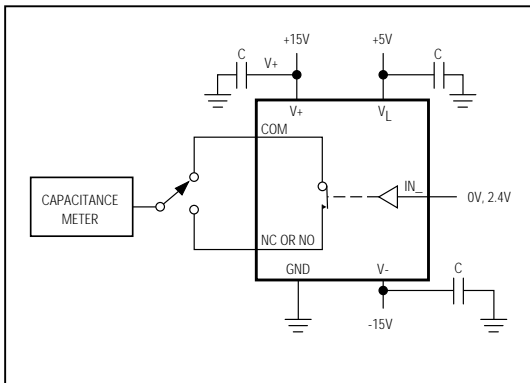 +15V
+5V
C
V+
C
V+
VL
COM
IN_
CAPACITANCE
METER
0V, 2.4V
NC OR NO
GND
V-
C
-15V